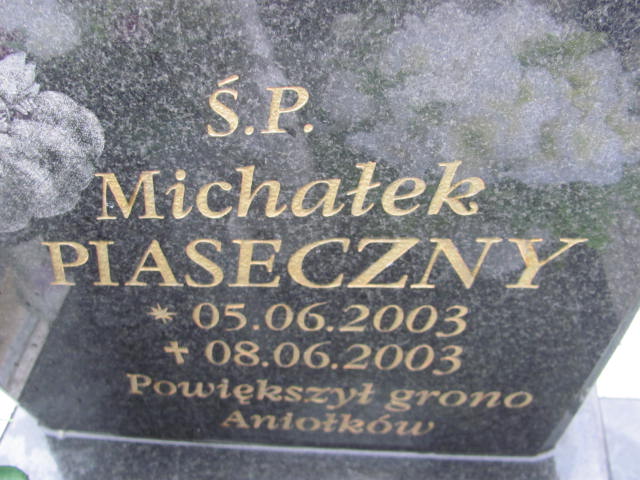 Ś.P.
Michałek
PIASECZNY
* 05.06.2003
✝ 08.06.2003
Powiększył grono
Aniołków